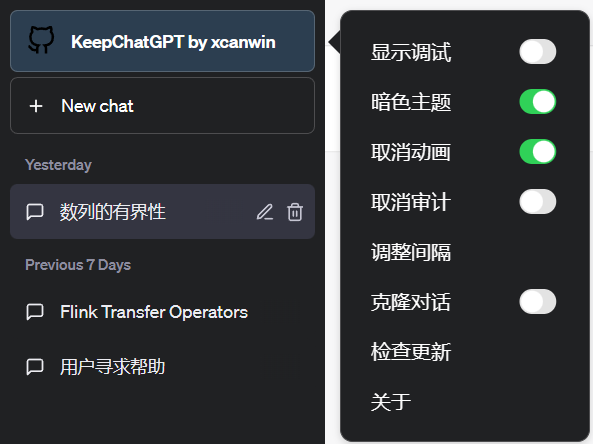 KeepChatGPT by xcanwin
New chat
Yesterday
数列的有界性
Previous 7 Days
Flink Transfer Operators
用户寻求帮助
显示调试
暗色主题
取消动画
取消审计
调整间隔
克隆对话
检查更新
关于